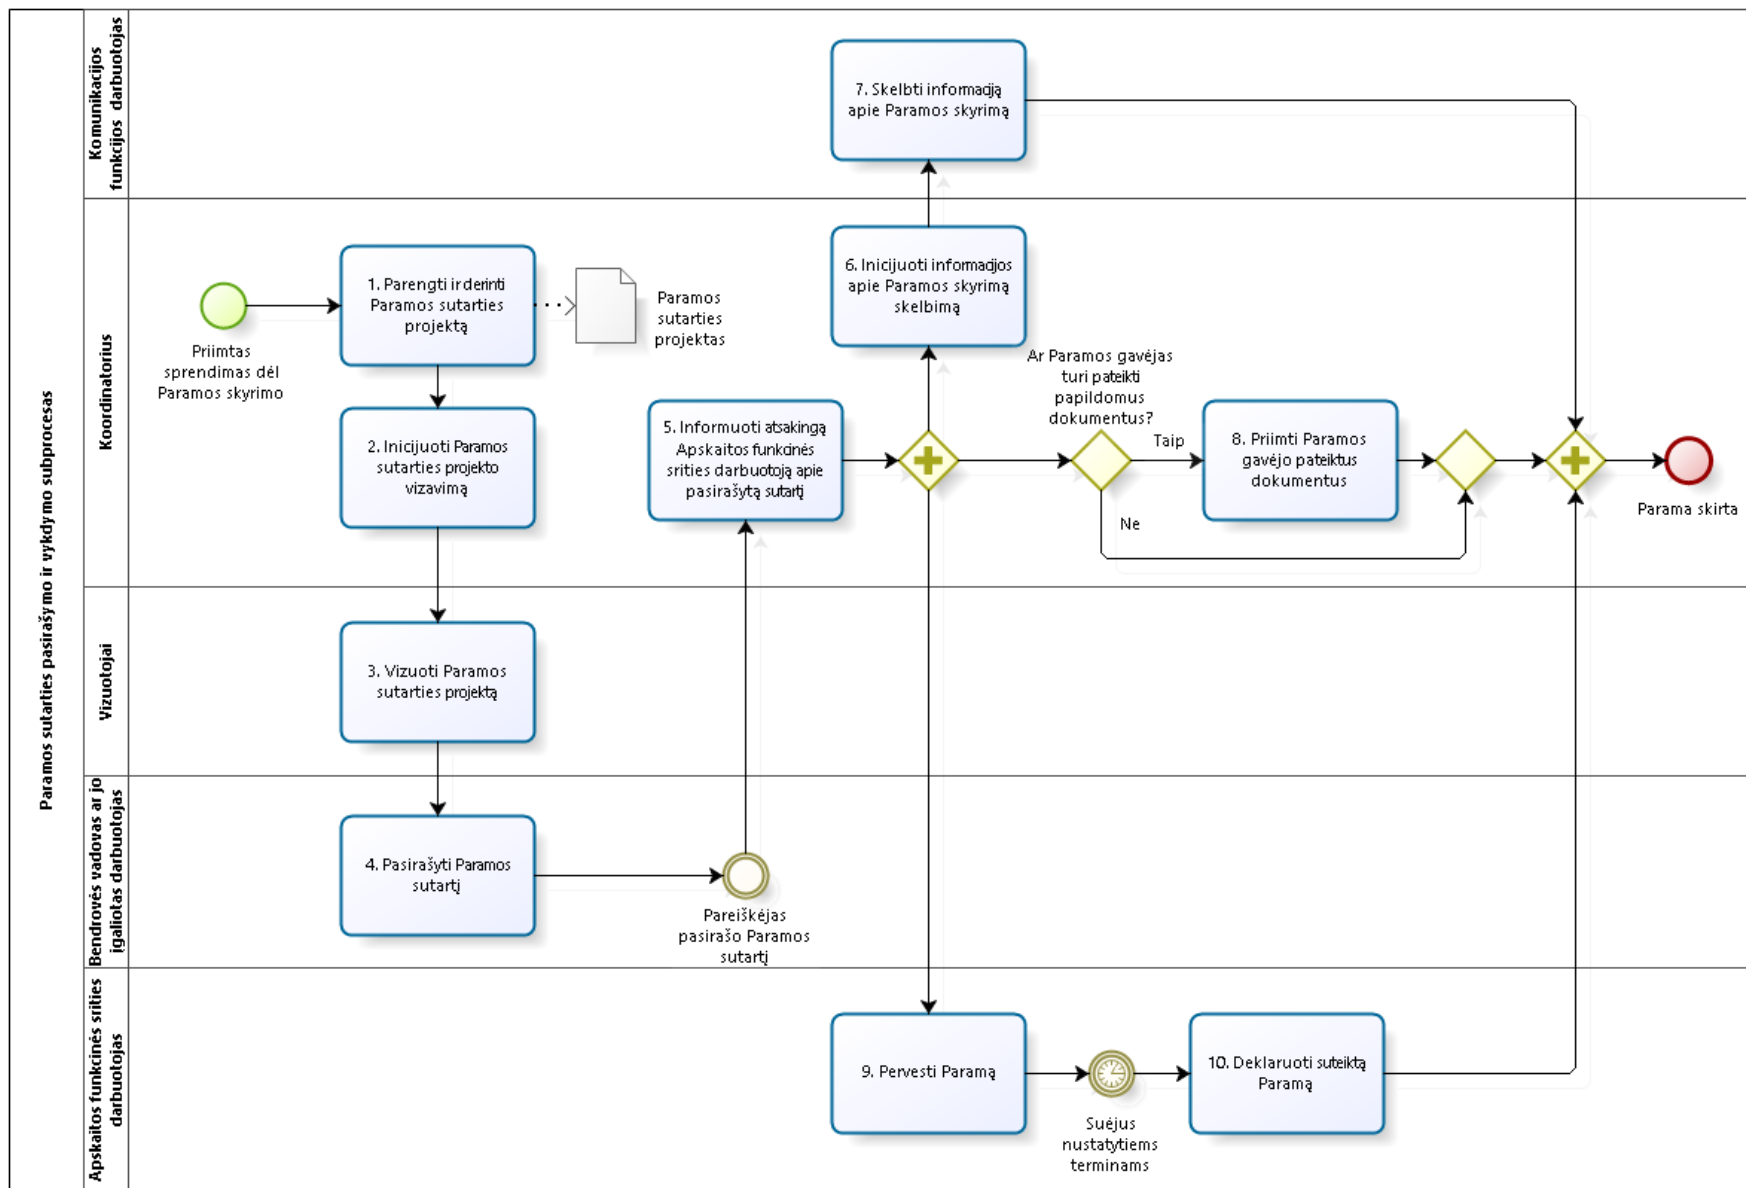 Paramos sutarties pasirašymo ir vykdymo subprocesas
Komunikacijos
funkcijos darbuotojas
7. Skelbti informaciją
apie Paramos skyrimą
Koordinatorius
Priimtas
sprendimas dėl
Paramos skyrimo
1. Parengti ir derinti
Paramos sutarties
projektą
Paramos
sutarties
projektas
2. Inicijuoti Paramos
sutarties projekto
vizavimą
5. Informuoti atsakingą
Apskaitos funkcinės
srities darbuotoją apie
pasirašytą sutartį
6. Inicijuoti informacijos
apie Paramos skyrimą
skelbimą
Ar Paramos gavėjas
turi pateikti
papildomus
dokumentus?
Taip
Ne
8. Priimti Paramos
gavėjo pateiktus
dokumentus
Parama skirta
Vizuotojai
3. Vizuoti Paramos
sutarties projektą
Bendrovės vadovas ar jo
įgaliotas darbuotojas
4. Pasirašyti Paramos
sutartį
Pareiškėjas
pasirašo Paramos
sutartį
Apskaitos funkcinės srities
darbuotojas
9. Pervesti Paramą
Suėjus
nustatytiems
terminams
10. Deklaruoti suteiktą
Paramą